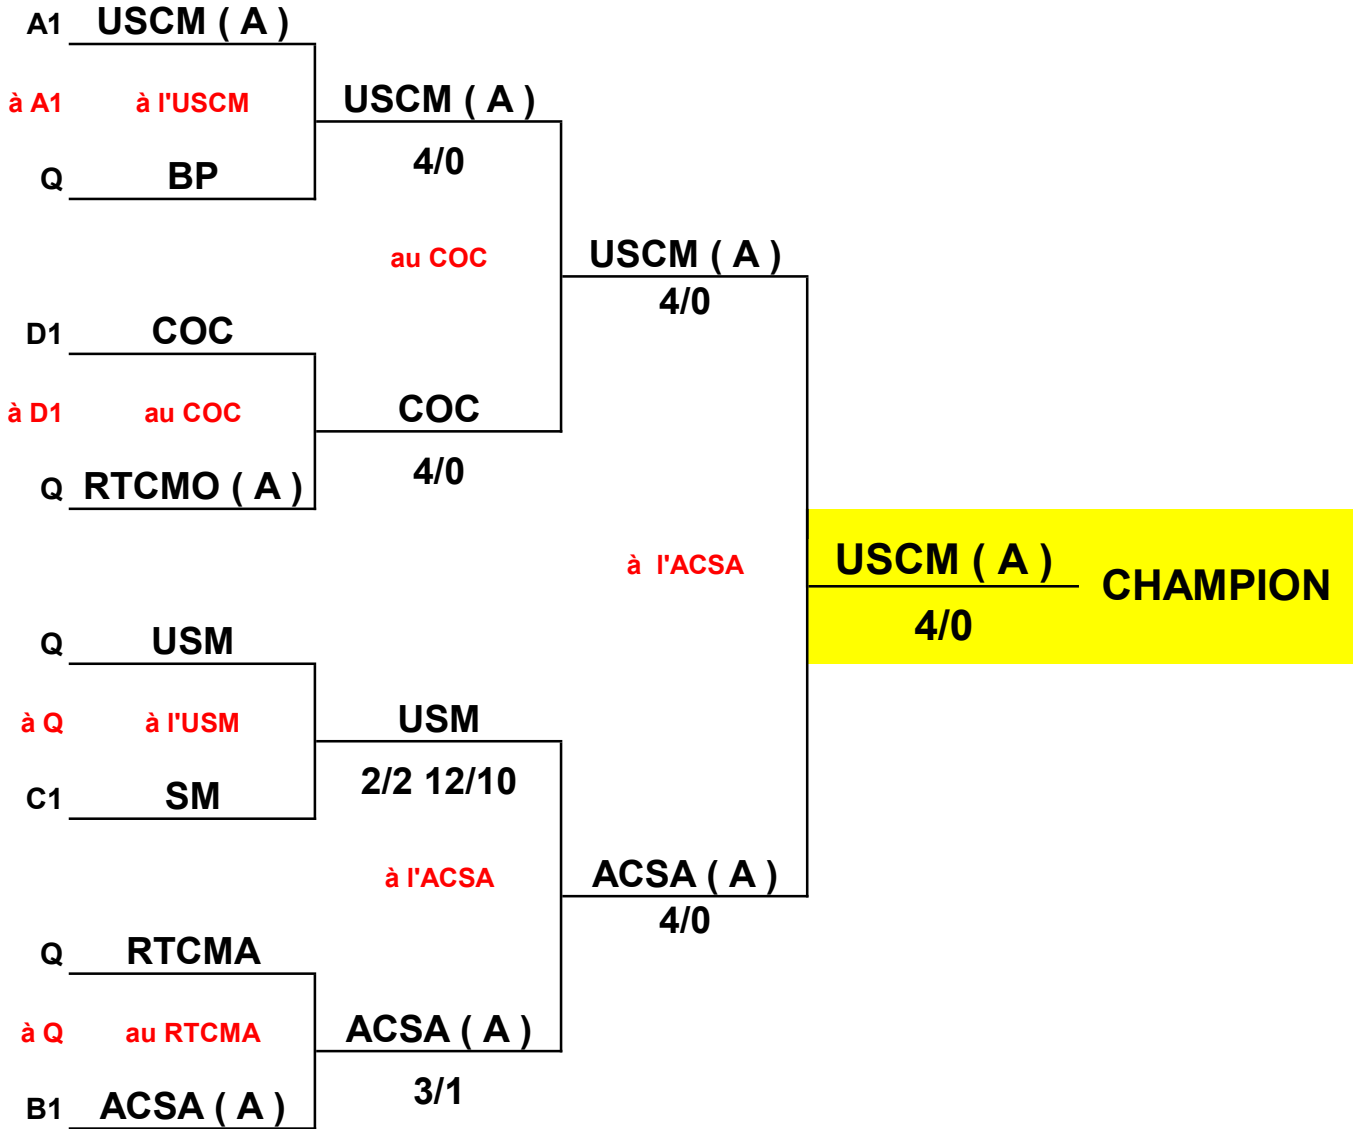 A1 USCM ( A )
à A1 à l'USCM USCM ( A )
4/0
Q BP
au COC USCM ( A )
4/0
D1 COC
à D1 au COC COC
4/0
Q RTCMO ( A )
à l'ACSA USCM ( A ) CHAMPION
4/0
Q USM
à Q à l'USM USM
2/2 12/10
C1 SM
à l'ACSA ACSA ( A )
4/0
Q RTCMA
à Q au RTCMA ACSA ( A )
3/1
B1 ACSA ( A )